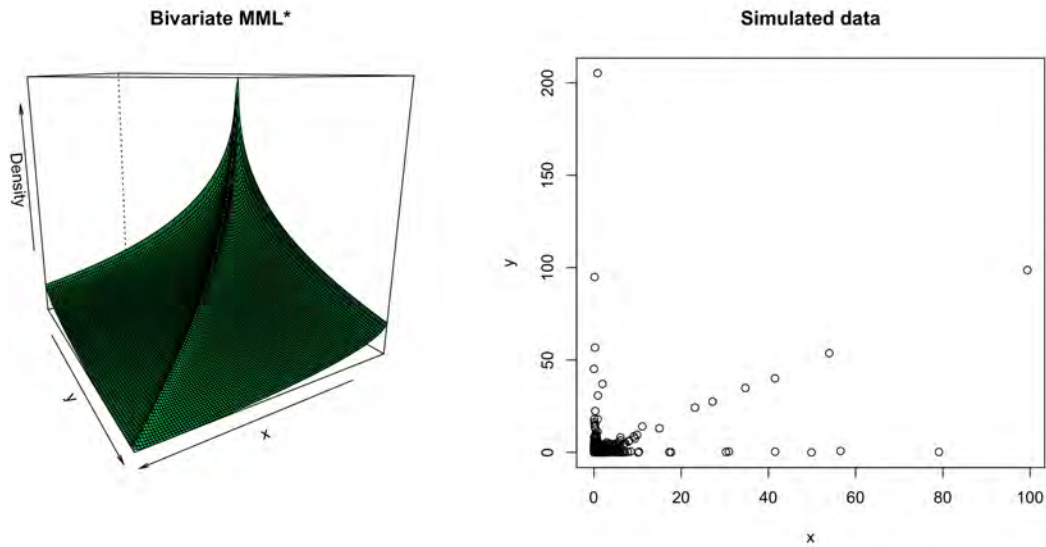 Bivariate MML*
Density
y
x
Simulated data
200
150
100
50
0
y
0 20 40 60 80 100
x